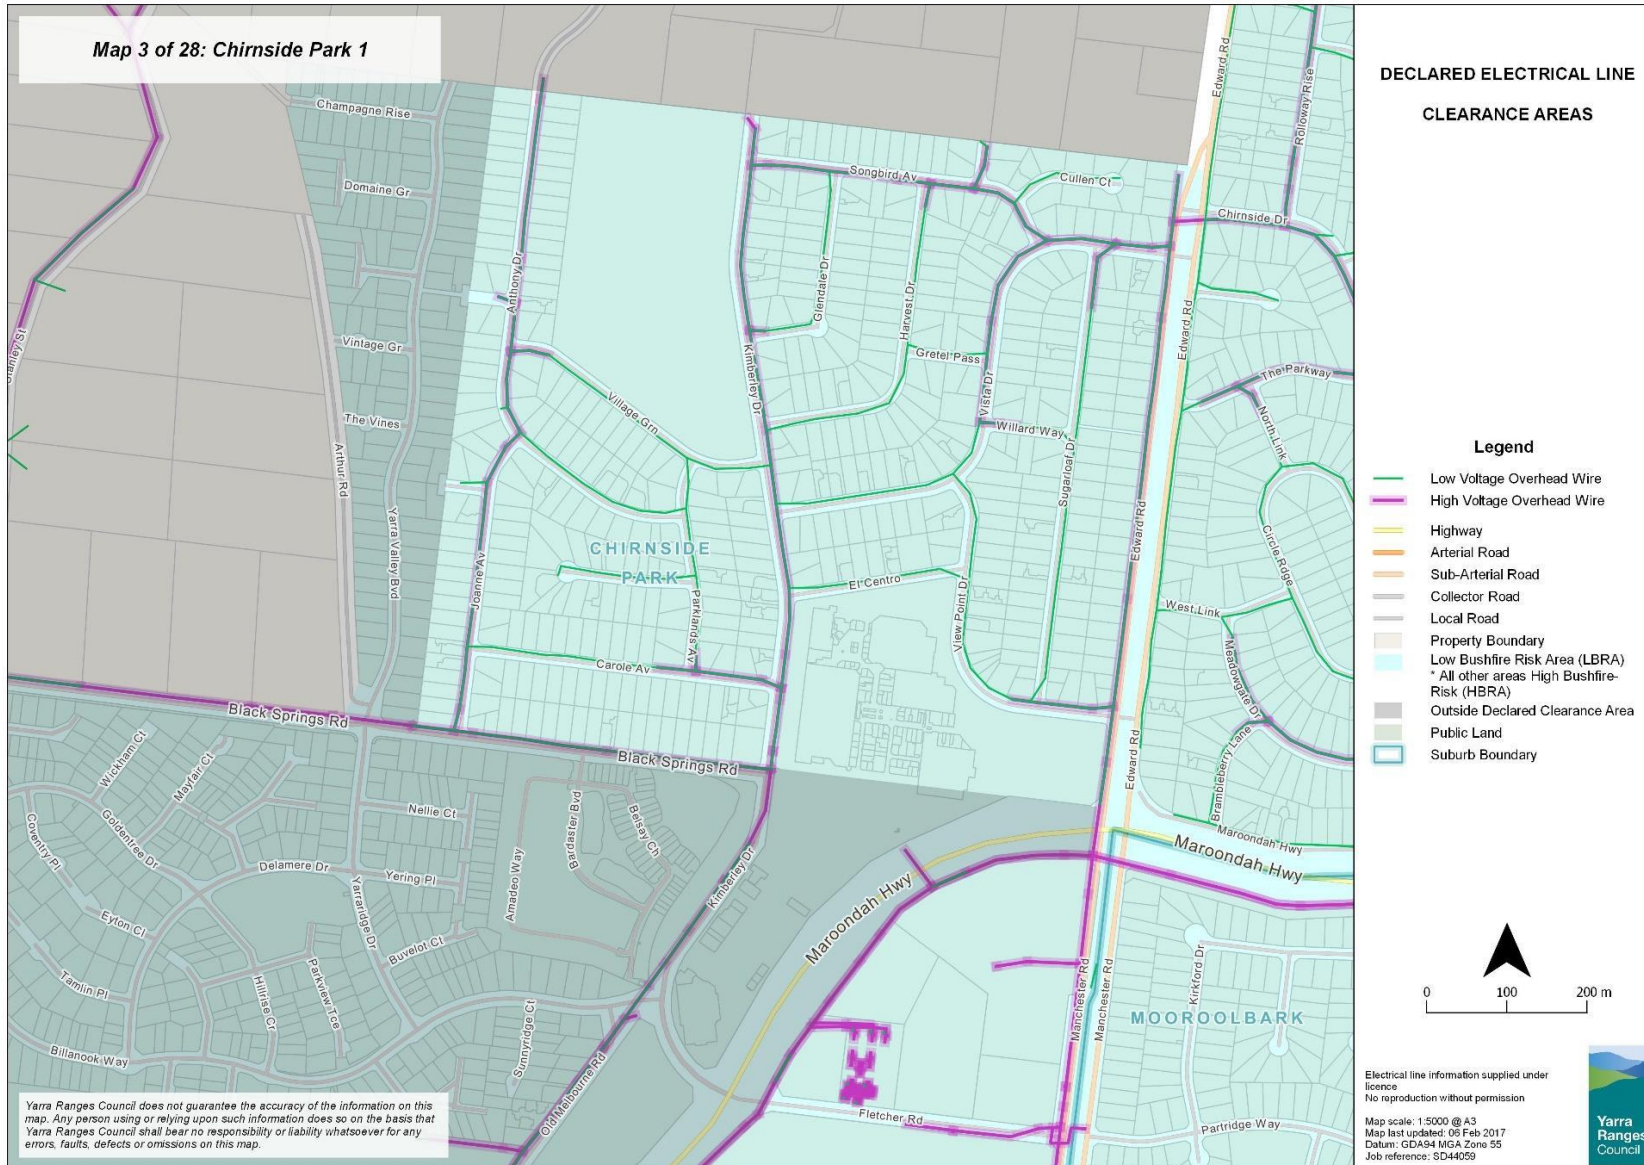 Map 3 of 28: Chirnside Park 1
DECLARED ELECTRICAL LINE
CLEARANCE AREAS
Champagne Rise
Domaine Gr
Vintage Gr
The Vines
Arthur Rd
Yarra Valley Bvd
Anthony Dr
Village Grn
Joanne Av
CHIRNSIDE
PARK
Parklands Av
Carole Av
Black Springs Rd
Black Springs Rd
Songbird Av
Cullen Ct
Glendale Dr
Harvest Dr
Kimberley Dr
Gretel Pass
Vista Dr
Willard Way
Sugarloaf Dr
El Centro
View Point Dr
Edward Rd
Edward Rd
Edward Rd
Edward Rd
Rolloway Rise
Chirnside Dr
The Parkway
North Link
Circle Rdge
West Link
Meadowgate Dr
Brambleberry Lane
Maroondah Hwy
Maroondah Hwy
Maroondah Hwy
Wickham Ct
Mayfair Ct
Nellie Ct
Coventry Pl
Goldentree Dr
Delamere Dr
Yering Pl
Eyton Cl
Yarraridge Dr
Buvelot Ct
Tamlin Pl
Hillrise Cr
Parkview Tce
Billanook Way
Amadeo Way
Bardaster Bvd
Belsay Ch
Kimberley Dr
Sunnyridge Ct
Old Melbourne Rd
Fletcher Rd
Manchester Rd
Manchester Rd
Kirkford Dr
MOOROOLBARK
Partridge Way
Legend
Low Voltage Overhead Wire
High Voltage Overhead Wire
Highway
Arterial Road
Sub-Arterial Road
Collector Road
Local Road
Property Boundary
Low Bushfire Risk Area (LBRA)
* All other areas High Bushfire-
Risk (HBRA)
Outside Declared Clearance Area
Public Land
Suburb Boundary
0 100 200 m
Electrical line information supplied under
licence
No reproduction without permission
Map scale: 1:5000 @ A3
Map last updated: 06 Feb 2017
Datum: GDA94 MGA Zone 55
Job reference: SD44059
Yarra
Ranges
Council
Yarra Ranges Council does not guarantee the accuracy of the information on this
map. Any person using or relying upon such information does so on the basis that
Yarra Ranges Council shall bear no responsibility or liability whatsoever for any
errors, faults, defects or omissions on this map.